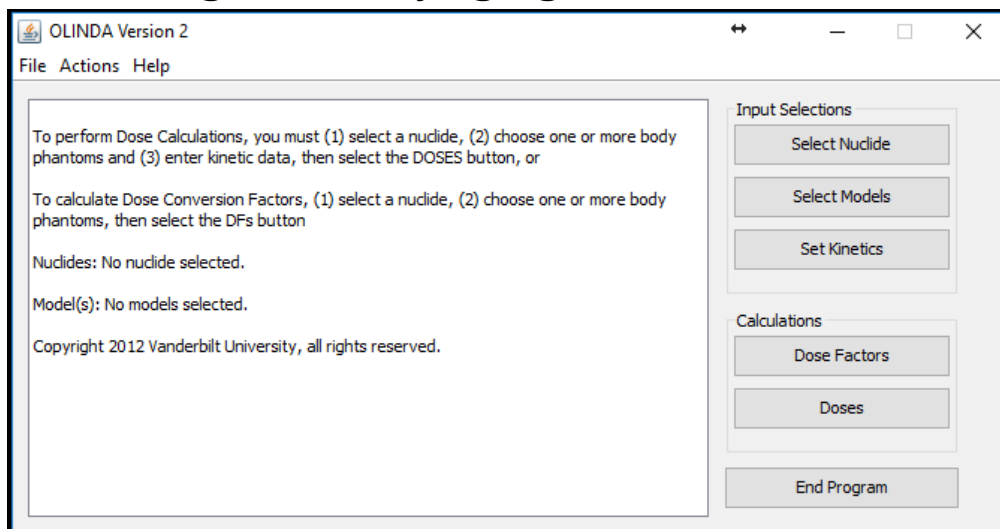 OLINDA Version 2
File Actions Help
To perform Dose Calculations, you must (1) select a nuclide, (2) choose one or more body
phantoms and (3) enter kinetic data, then select the DOSES button, or
To calculate Dose Conversion Factors, (1) select a nuclide, (2) choose one or more body
phantoms, then select the DFs button
Nuclides: No nuclide selected.
Model(s): No models selected.
Copyright 2012 Vanderbilt University, all rights reserved.
Input Selections
Select Nuclide
Select Models
Set Kinetics
Calculations
Dose Factors
Doses
End Program